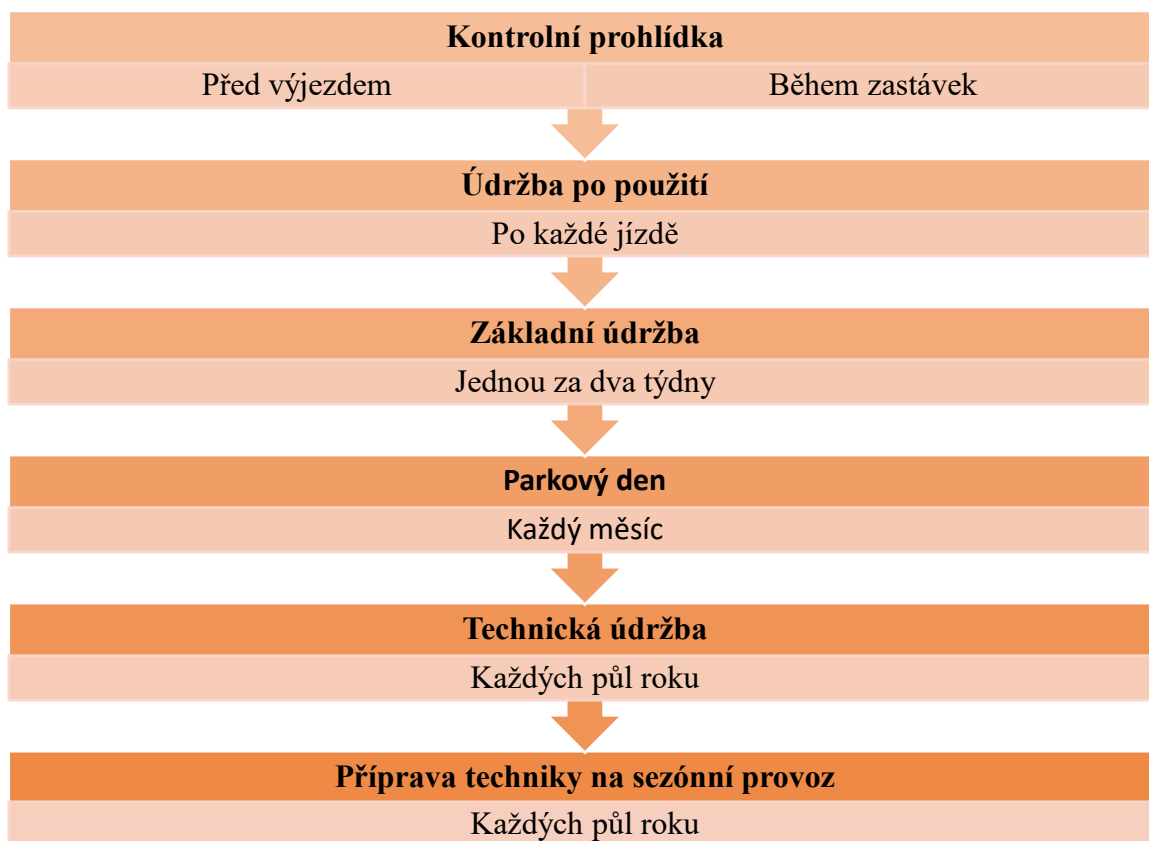 Kontrolní prohlídka
Před výjezdem
Během zastávek
Údržba po použití
Po každé jízdě
Základní údržba
Jednou za dva týdny
Parkový den
Každý měsíc
Technická údržba
Každých půl roku
Příprava techniky na sezónní provoz
Každých půl roku